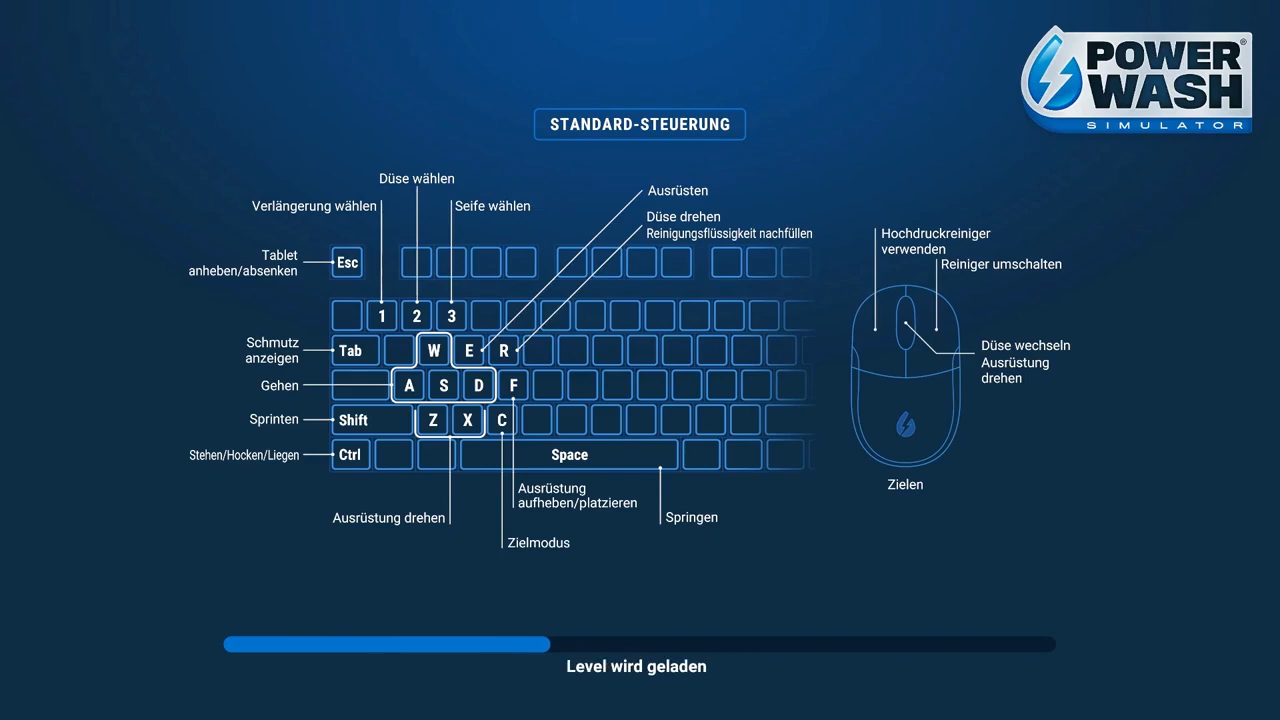 POWER
WASH®
SIMULATOR
STANDARD-STEUERUNG
Düse wählen
Verlängerung wählen
Seife wählen
Ausrüsten
Düse drehen
Reinigungsflüssigkeit nachfüllen
Tablet
anheben/absenken
Esc
Hochdruckreiniger
verwenden
Reiniger umschalten
1 2 3
Schmutz
anzeigen
Tab W E R
Düse wechseln
Ausrüstung
drehen
Gehen
A S D F
Sprinten
Shift Z X C
Stehen/Hocken/Liegen
Ctrl Space
Zielen
Ausrüstung
aufheben/platzieren
Ausrüstung drehen
Springen
Zielmodus
Level wird geladen